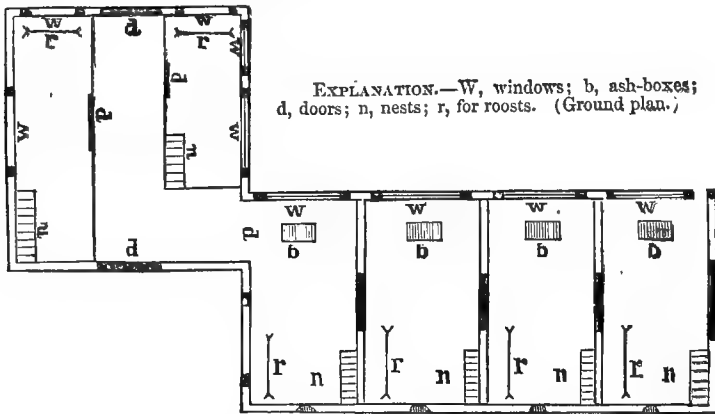 w d w
r r w
EXPLANATION.—W, windows; b, ash-boxes;
d, doors; n, nests; r, for roosts. (Ground plan.)
w d d w
n n
w w w w
d d b b b b
r n r n r n r n